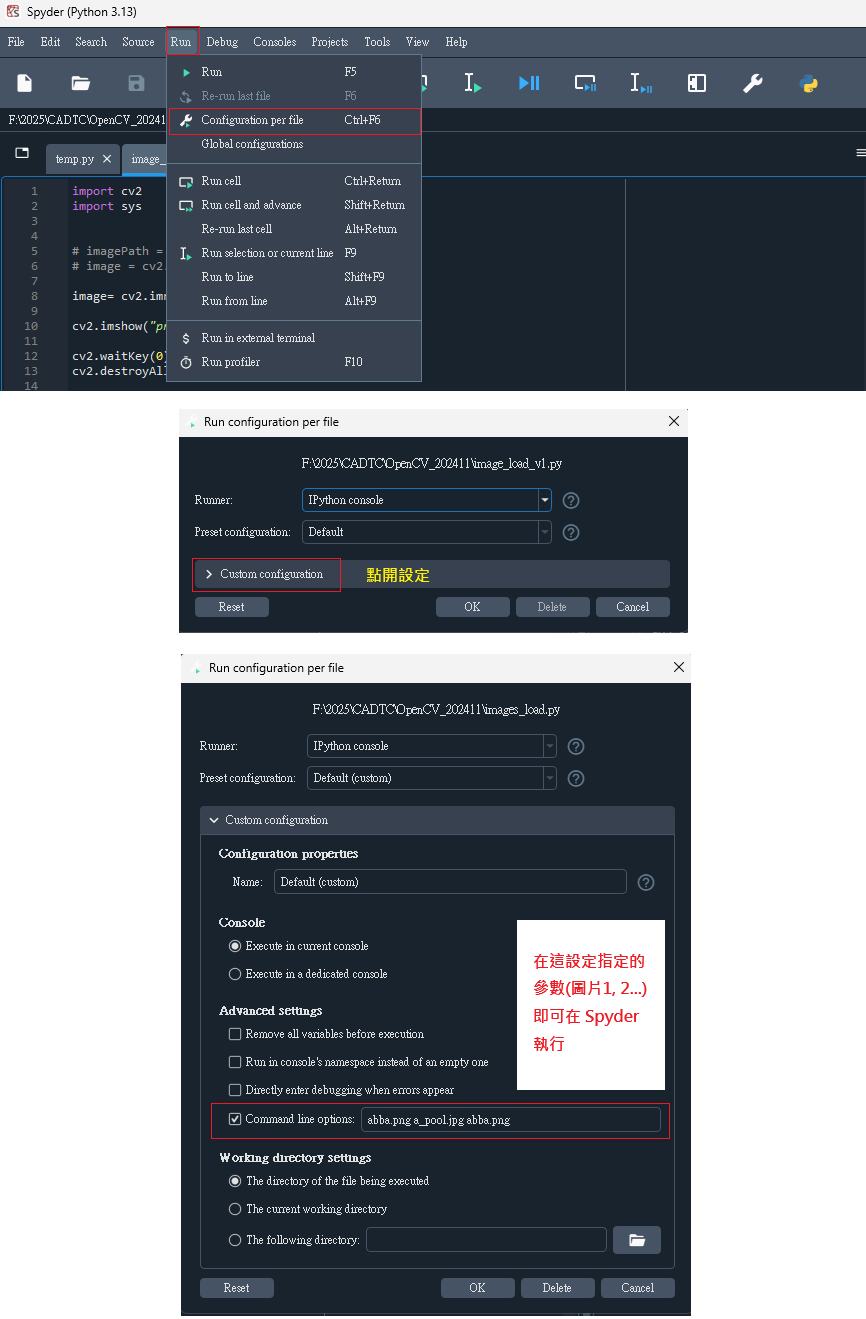 Spyder (Python 3.13)
File Edit Search Source Run Debug Consoles Projects Tools View Help
Run F5
Re-run last file F6
F:\2025\CADTC\OpenCV_20241
Configuration per file Ctrl+F6
Global configurations
temp.py
image_
Run cell Ctrl+Return
Run cell and advance Shift+Return
Re-run last cell Alt+Return
Run selection or current line F9
Run to line Shift+F9
Run from line Alt+F9
Run in external terminal
Run profiler F10
1 import cv2
2 import sys
3
4
5 # imagePath =
6 # image = cv2.
7
8 image= cv2.im
9
10 cv2.imshow("p
11
12 cv2.waitKey(0
13 cv2.destroyAl
14
Run configuration per file
F:\2025\CADTC\OpenCV_202411\image_load_v1.py
Runner: IPython console
Preset configuration: Default
Custom configuration 點開設定
Reset OK Delete Cancel
Run configuration per file
F:\2025\CADTC\OpenCV_202411\images_load.py
Runner: IPython console
Preset configuration: Default (custom)
Custom configuration
Configuration properties
Name: Default (custom)
Console
Execute in current console
Execute in a dedicated console
在這設定指定的
參數(圖片1, 2...)
即可在 Spyder
執行
Advanced settings
Remove all variables before execution
Run in console's namespace instead of an empty one
Directly enter debugging when errors appear
Command line options: abba.png a_pool.jpg abba.png
Working directory settings
The directory of the file being executed
The current working directory
The following directory:
Reset OK Delete Cancel